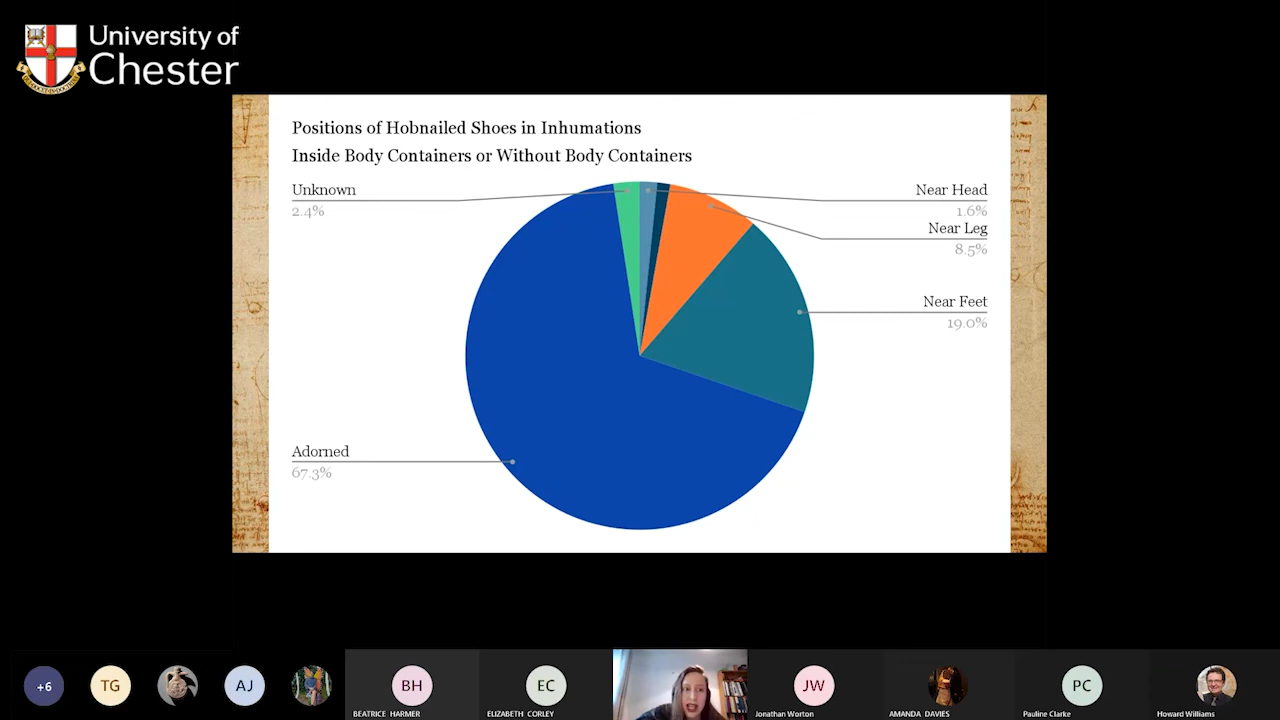 University of
Chester
Positions of Hobnailed Shoes in Inhumations
Inside Body Containers or Without Body Containers
Unknown
2.4%
Near Head
1.6%
Near Leg
8.5%
Near Feet
19.0%
Adorned
67.3%
+6
TG
AJ
BH
BEATRICE HARMER
EC
ELIZABETH CORLEY
JW
Jonathan Worton
AMANDA DAVIES
PC
Pauline Clarke
Howard Williams